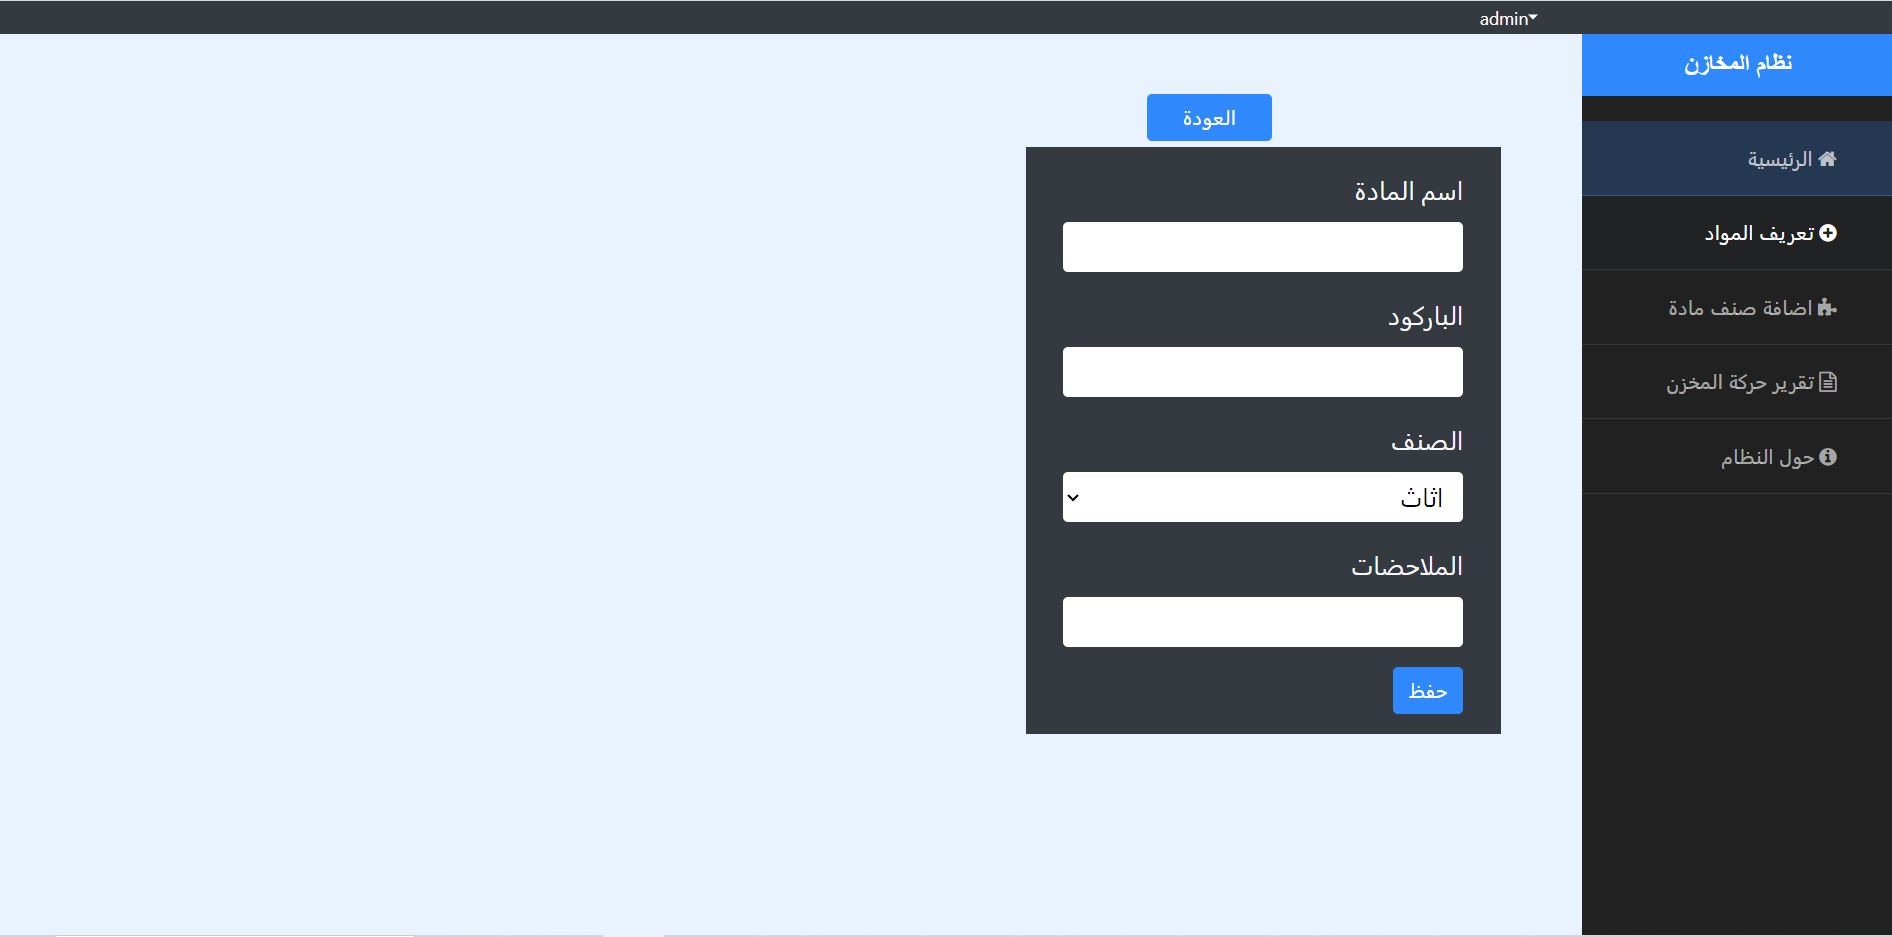 admin
نظام المخازن
الرئيسية
تعريف المواد
اضافة صنف مادة
تقرير حركة المخزن
حول النظام
العودة
اسم المادة
الباركود
الصنف
اثاث
الملاحضات
حفظ